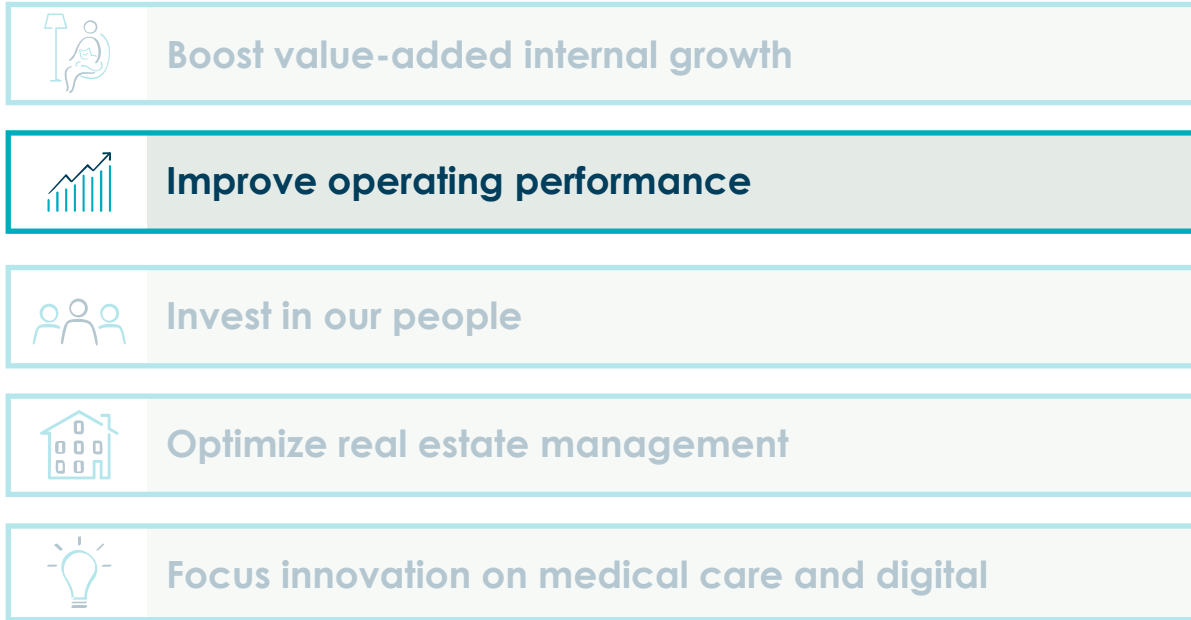 Boost value-added internal growth
Improve operating performance
Invest in our people
Optimize real estate management
Focus innovation on medical care and digital